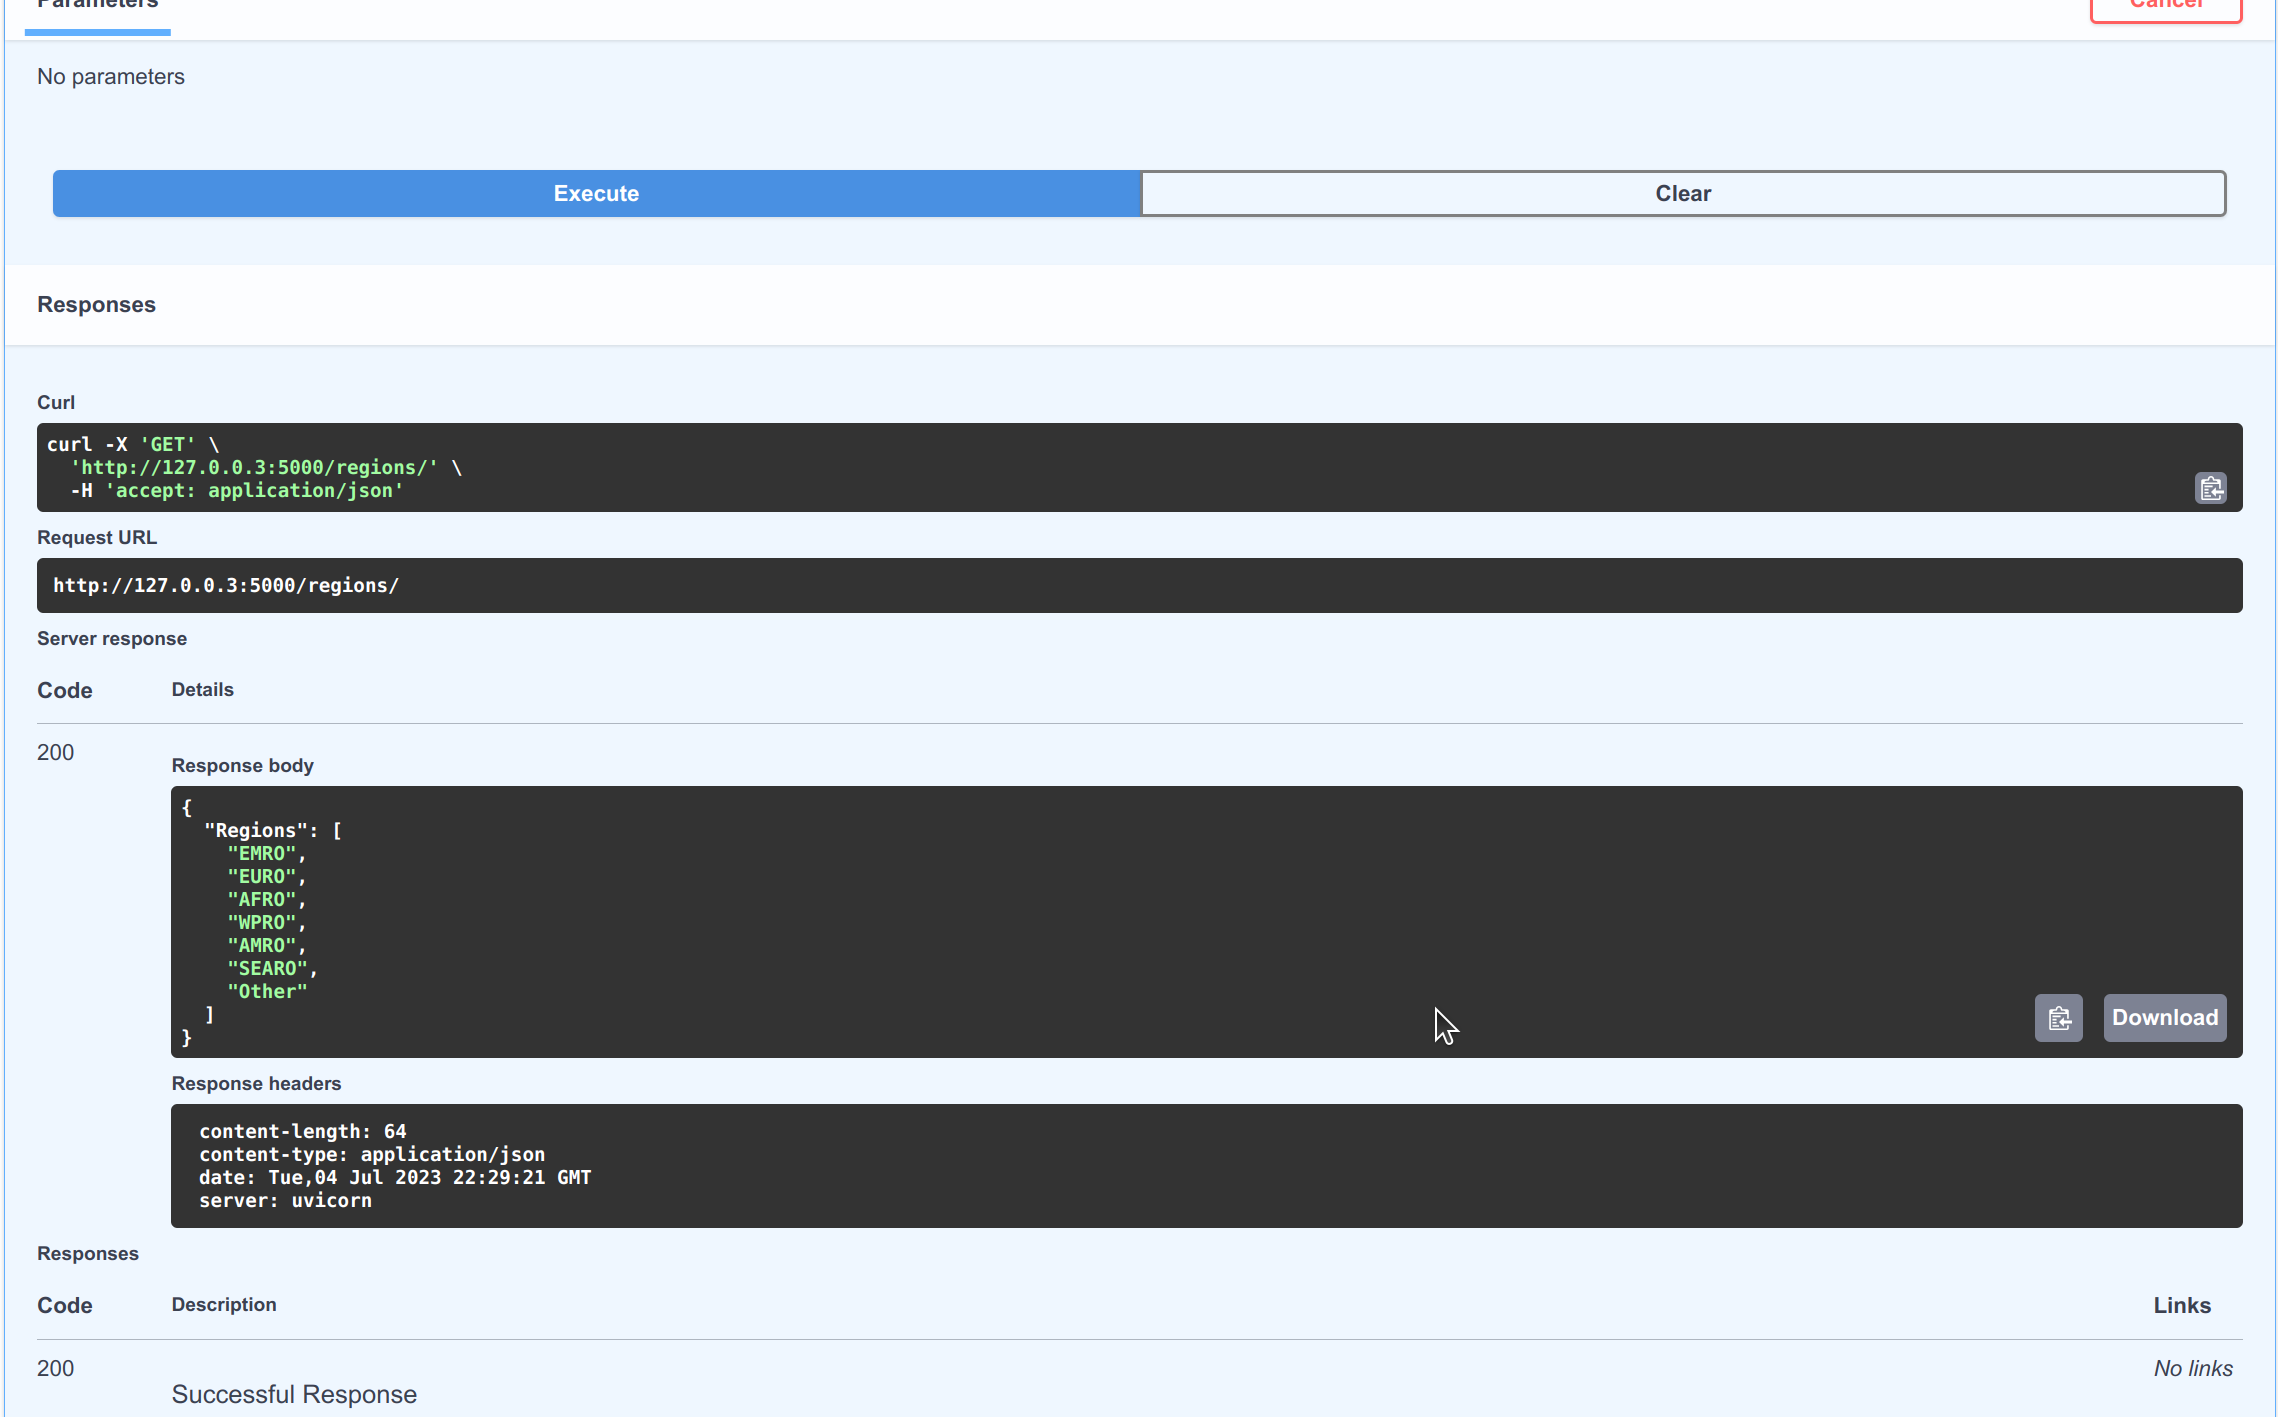 Parameters
Cancel
No parameters
Execute
Clear
Responses
Curl
curl -X 'GET' \
  'http://127.0.0.3:5000/regions/' \
  -H 'accept: application/json'
Request URL
http://127.0.0.3:5000/regions/
Server response
Code Details
200
Response body
{
  "Regions": [
    "EMRO",
    "EURO",
    "AFRO",
    "WPRO",
    "AMRO",
    "SEARO",
    "Other"
  ]
}
Download
Response headers
content-length: 64
content-type: application/json
date: Tue,04 Jul 2023 22:29:21 GMT
server: uvicorn
Responses
Code Description Links
200 No links
Successful Response